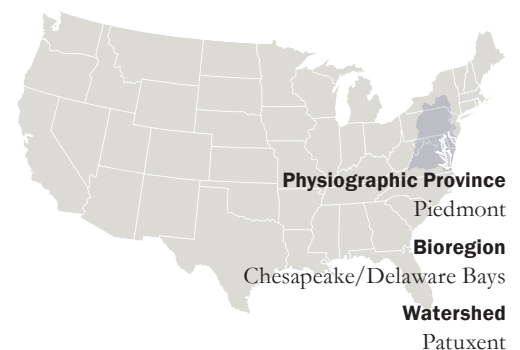 Physiographic Province
Piedmont
Bioregion
Chesapeake/Delaware Bays
Watershed
Patuxent